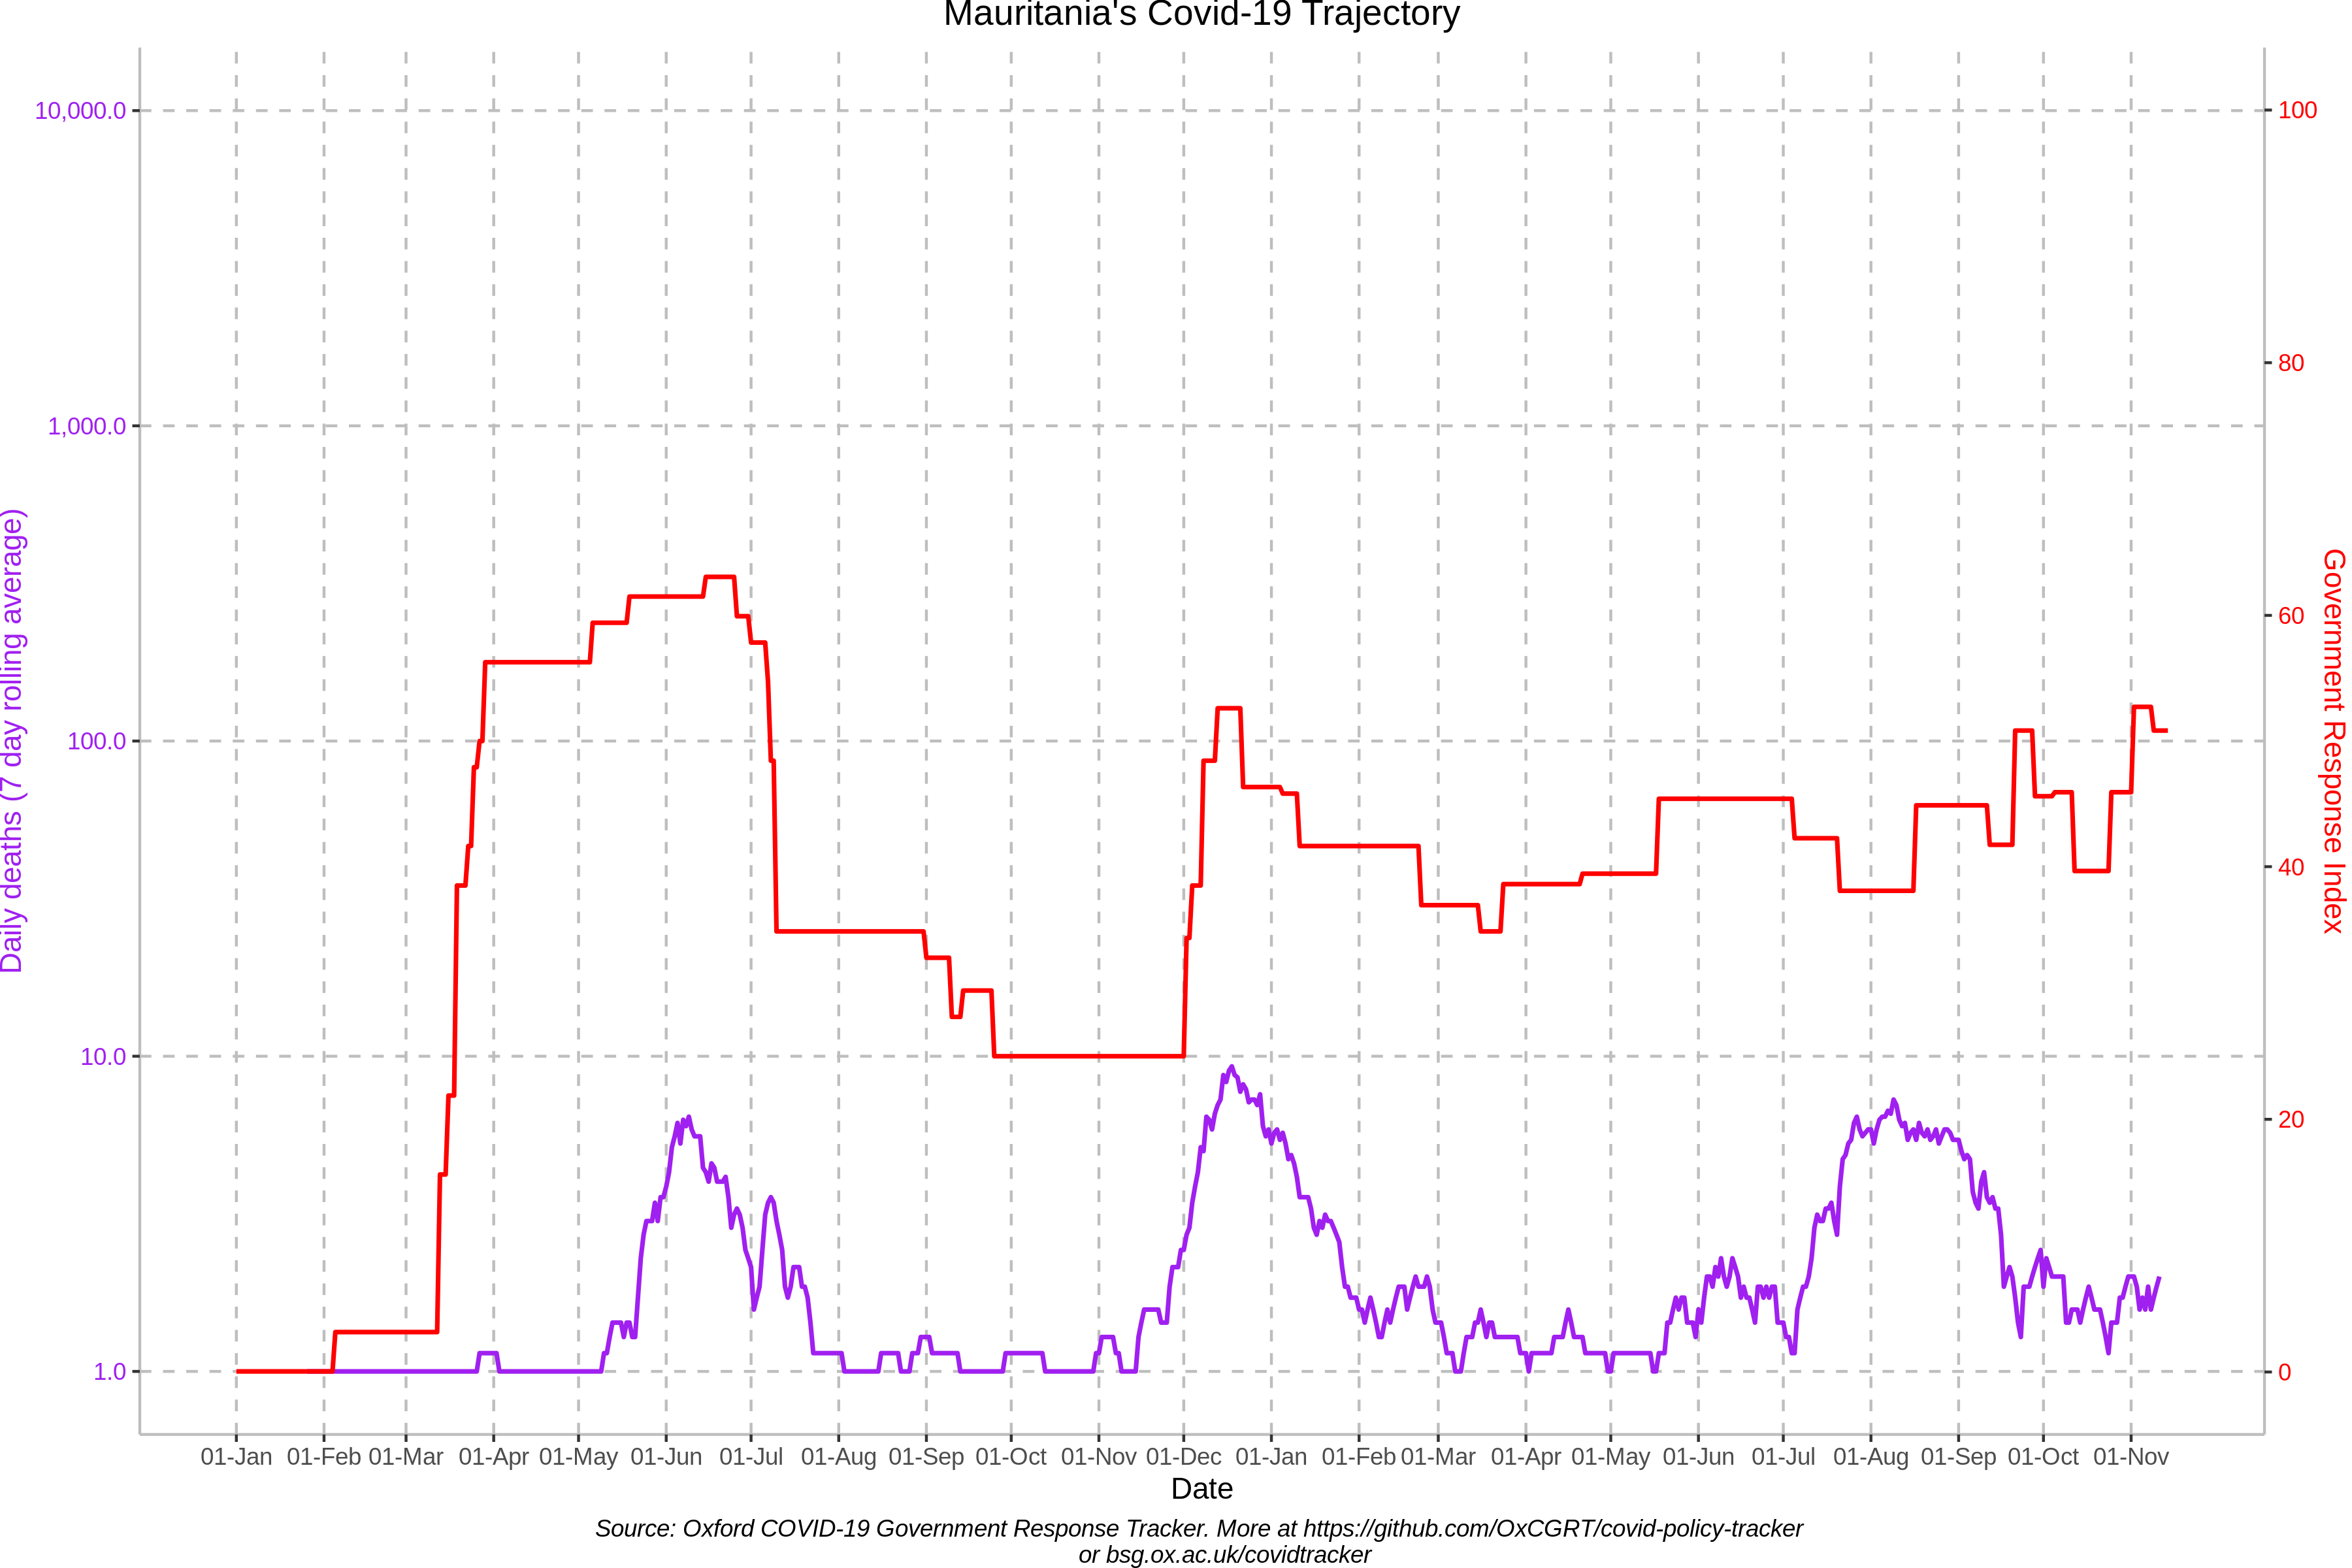 Mauritania's Covid-19 Trajectory
10,000.0
1,000.0
100.0
10.0
1.0
Daily deaths (7 day rolling average)
100
80
60
40
20
0
Government Response Index
01-Jan 01-Feb 01-Mar 01-Apr 01-May 01-Jun 01-Jul 01-Aug 01-Sep 01-Oct 01-Nov 01-Dec 01-Jan 01-Feb 01-Mar 01-Apr 01-May 01-Jun 01-Jul 01-Aug 01-Sep 01-Oct 01-Nov
Date
Source: Oxford COVID-19 Government Response Tracker. More at https://github.com/OxCGRT/covid-policy-tracker
or bsg.ox.ac.uk/covidtracker